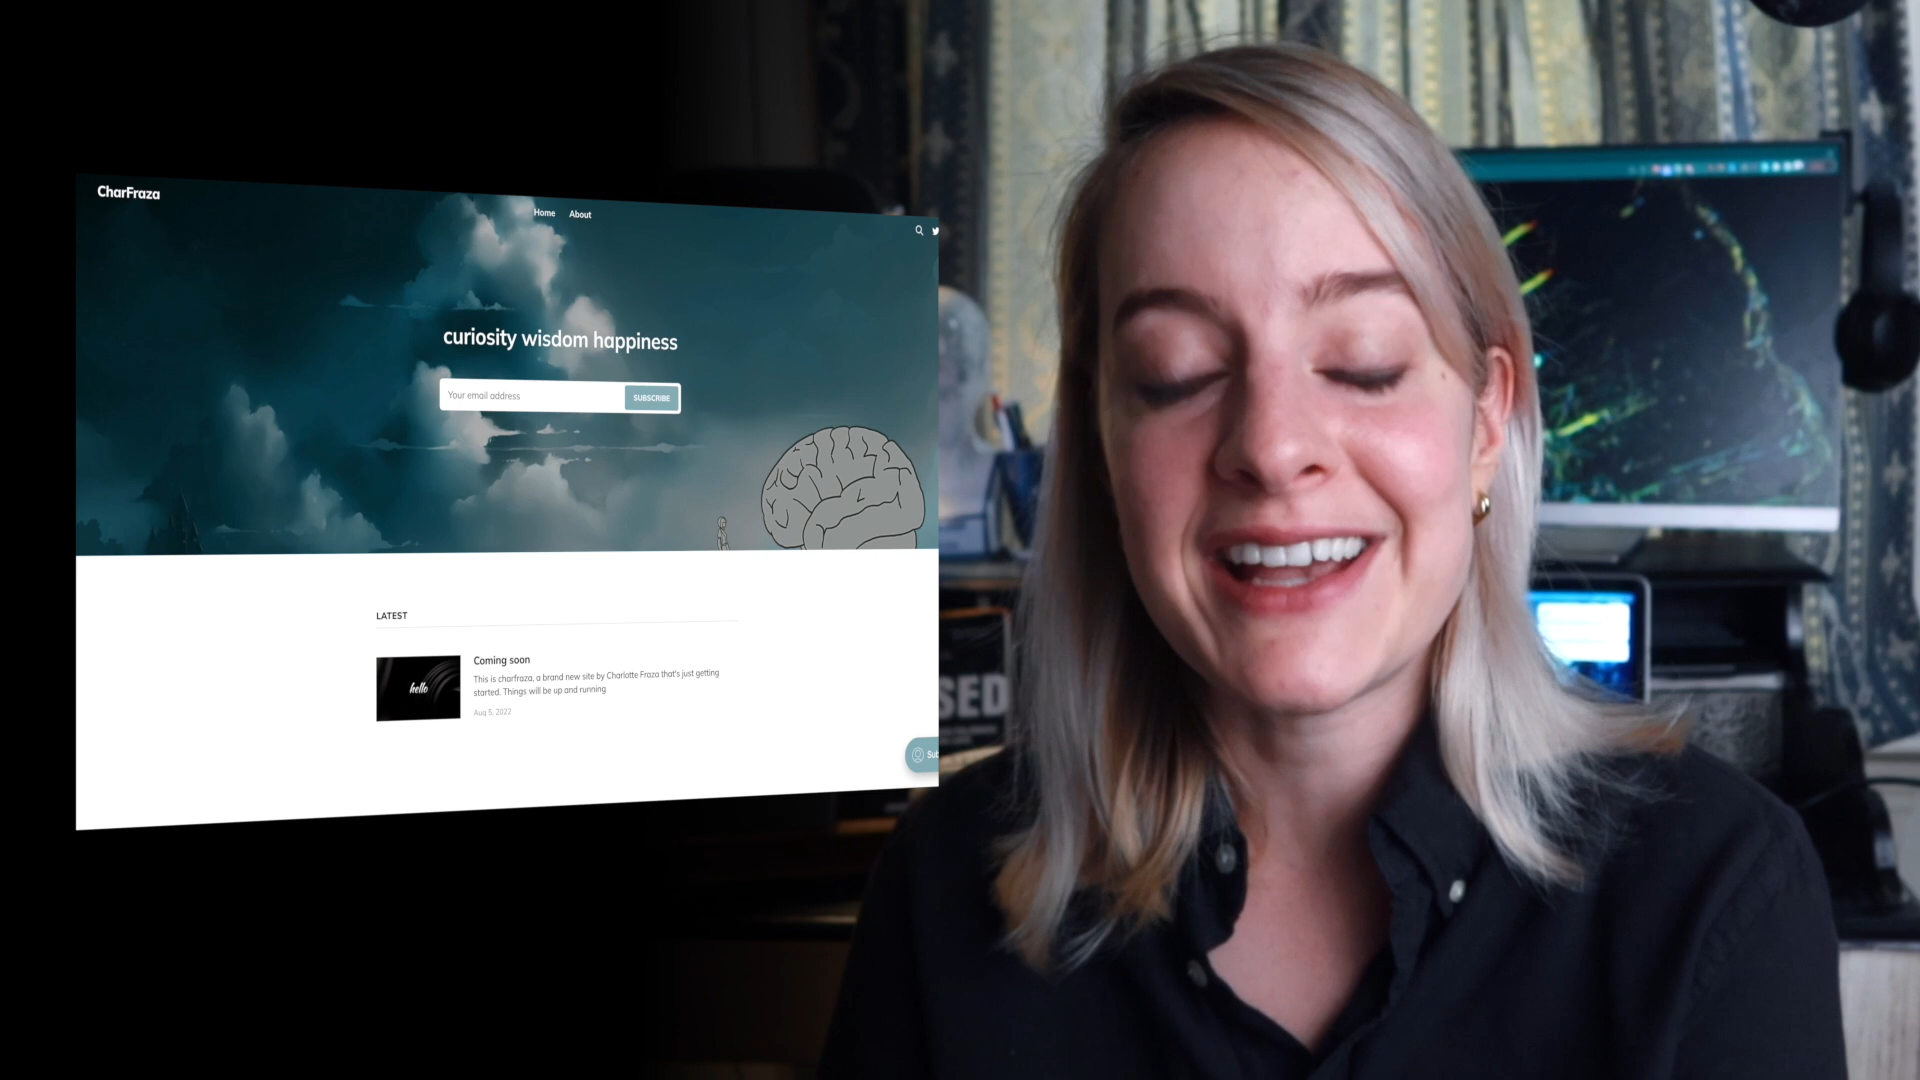 CharFraza
Home About
curiosity wisdom happiness
Your email address SUBSCRIBE
LATEST
Coming soon
This is charfraza, a brand new site by Charlotte Fraza that's just getting
started. Things will be up and running
Aug 5, 2022
hello
Sub
SED